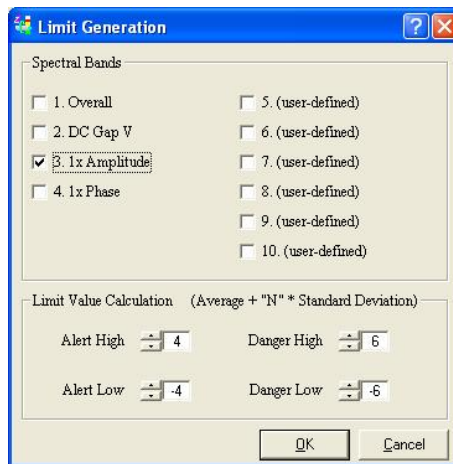 Limit Generation
Spectral Bands
1. Overall
2. DC Gap V
3. 1x Amplitude
4. 1x Phase
5. (user-defined)
6. (user-defined)
7. (user-defined)
8. (user-defined)
9. (user-defined)
10. (user-defined)
Limit Value Calculation (Average + "N" * Standard Deviation)
Alert High 4 Danger High 6
Alert Low -4 Danger Low -6
OK Cancel